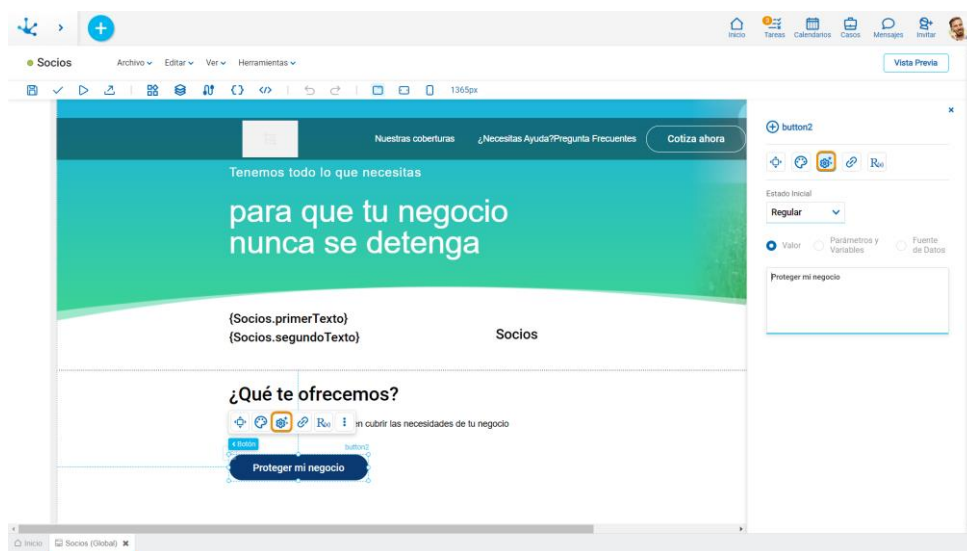 Inicio
3
Tareas
Calendarios
Casos
Mensajes
Invitar
Socios
Archivo
Editar
Ver
Herramientas
Vista Previa
1365px
Nuestras coberturas
¿Necesitas Ayuda?Pregunta Frecuentes
Cotiza ahora
Tenemos todo lo que necesitas
para que tu negocio
nunca se detenga
{Socios.primerTexto}
{Socios.segundoTexto}
Socios
¿Qué te ofrecemos?
en cubrir las necesidades de tu negocio
Botón
button2
Proteger mi negocio
button2
Estado Inicial
Regular
Valor
Parámetros y
Variables
Fuente
de Datos
Proteger mi negocio
Inicio
Socios (Global)